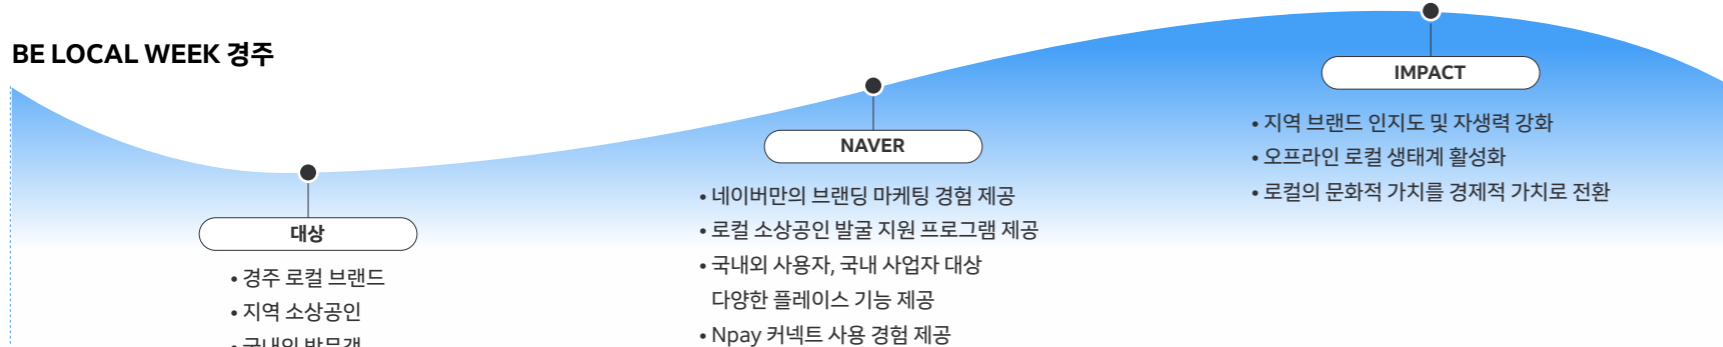 BE LOCAL WEEK 경주
대상
• 경주 로컬 브랜드
• 지역 소상공인
NAVER
• 네이버만의 브랜딩 마케팅 경험 제공
• 로컬 소상공인 발굴 지원 프로그램 제공
• 국내외 사용자, 국내 사업자 대상
다양한 플레이스 기능 제공
• Npay 커넥트 사용 경험 제공
IMPACT
• 지역 브랜드 인지도 및 자생력 강화
• 오프라인 로컬 생태계 활성화
• 로컬의 문화적 가치를 경제적 가치로 전환